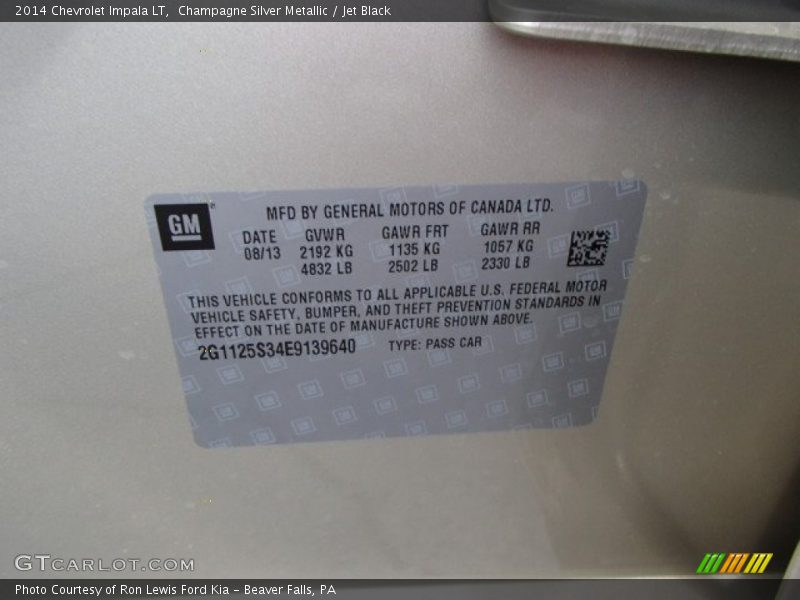 2014 Chevrolet Impala LT, Champagne Silver Metallic / Jet Black
GM
MFD BY GENERAL MOTORS OF CANADA LTD.
DATE GVWR GAWR FRT GAWR RR
08/13 2192 KG 1135 KG 1057 KG
4832 LB 2502 LB 2330 LB
THIS VEHICLE CONFORMS TO ALL APPLICABLE U.S. FEDERAL MOTOR
VEHICLE SAFETY, BUMPER, AND THEFT PREVENTION STANDARDS IN
EFFECT ON THE DATE OF MANUFACTURE SHOWN ABOVE.
2G1125S34E9139640 TYPE: PASS CAR
GTCARLOT.COM
Photo Courtesy of Ron Lewis Ford Kia - Beaver Falls, PA